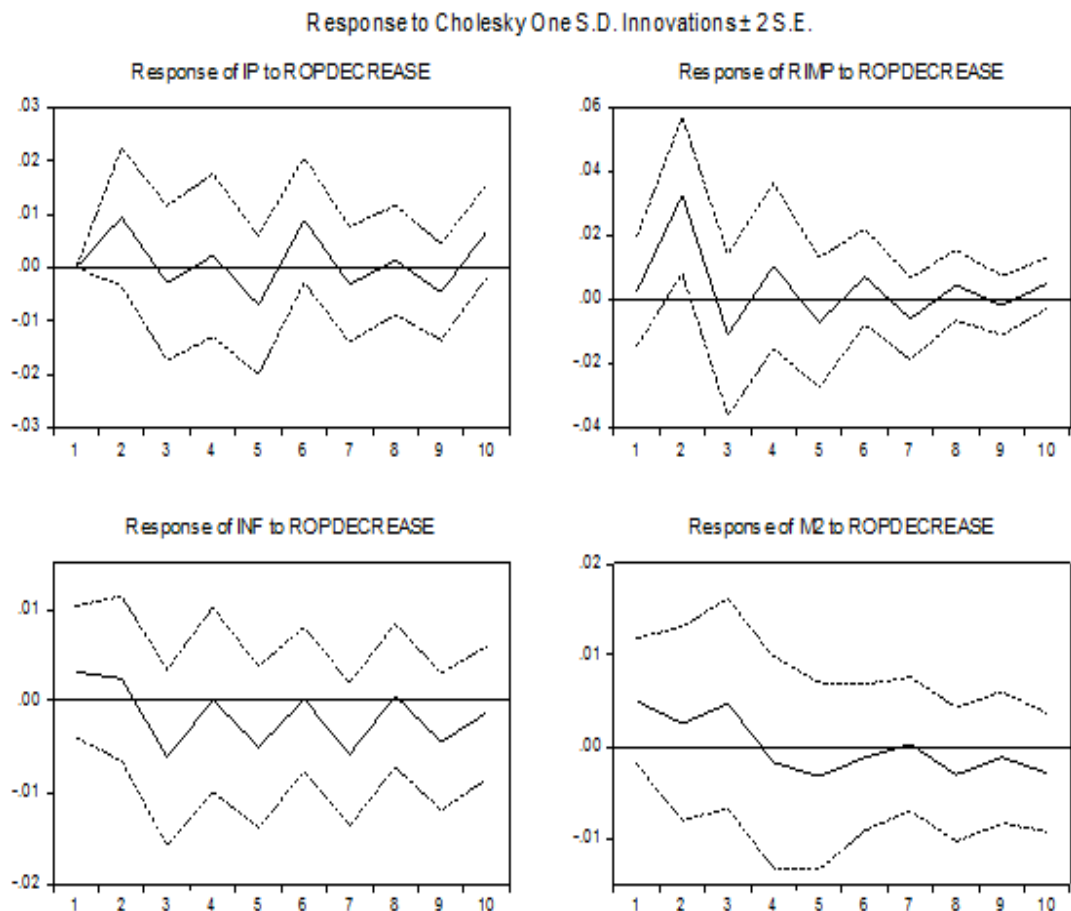 Response to Cholesky One S.D. Innovations ± 2 S.E.
Response of IP to ROPDECREASE
.03
.02
.01
.00
-.01
-.02
-.03
1 2 3 4 5 6 7 8 9 10
Response of RIMP to ROPDECREASE
.06
.04
.02
.00
-.02
-.04
1 2 3 4 5 6 7 8 9 10
Response of INF to ROPDECREASE
.01
.00
-.01
-.02
1 2 3 4 5 6 7 8 9 10
Response of M2 to ROPDECREASE
.02
.01
.00
-.01
1 2 3 4 5 6 7 8 9 10